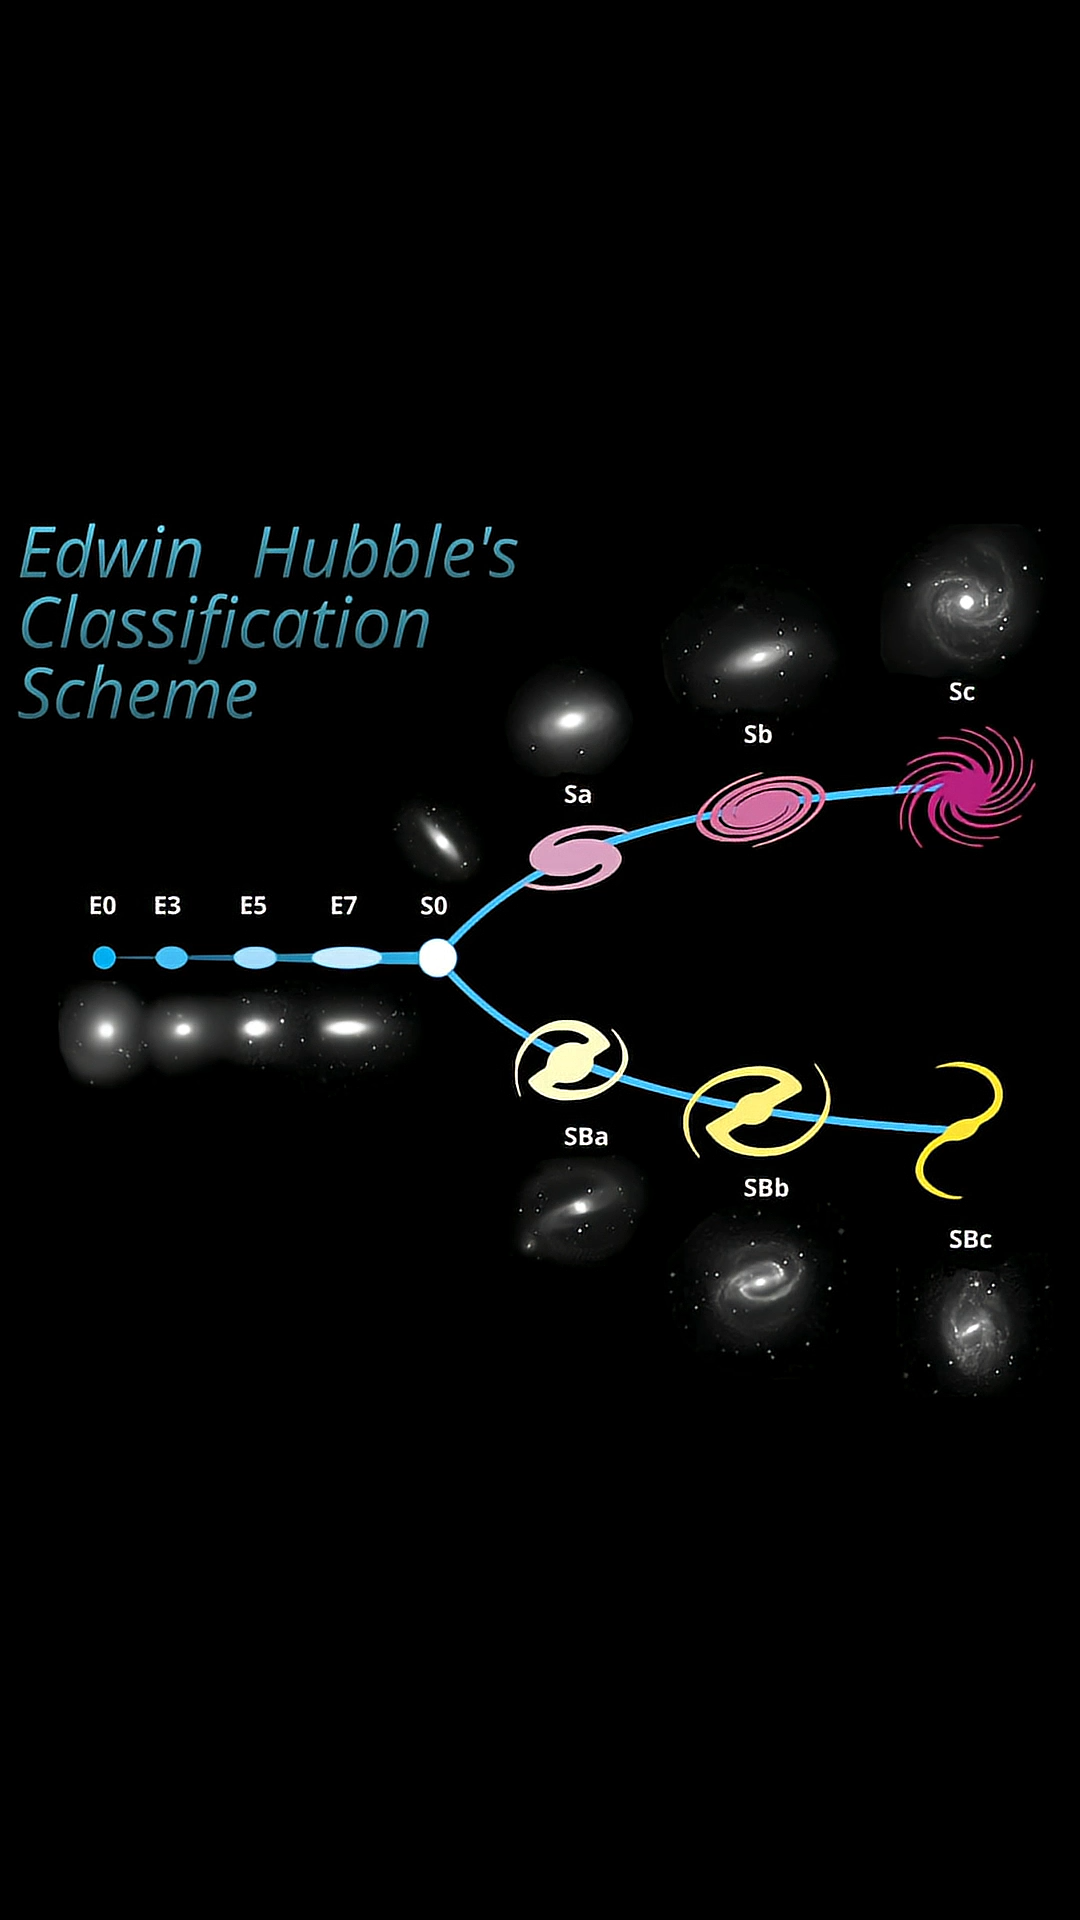 Edwin Hubble's
Classification
Scheme
Sc
Sb
Sa
E0 E3 E5 E7 S0
SBa
SBb
SBc